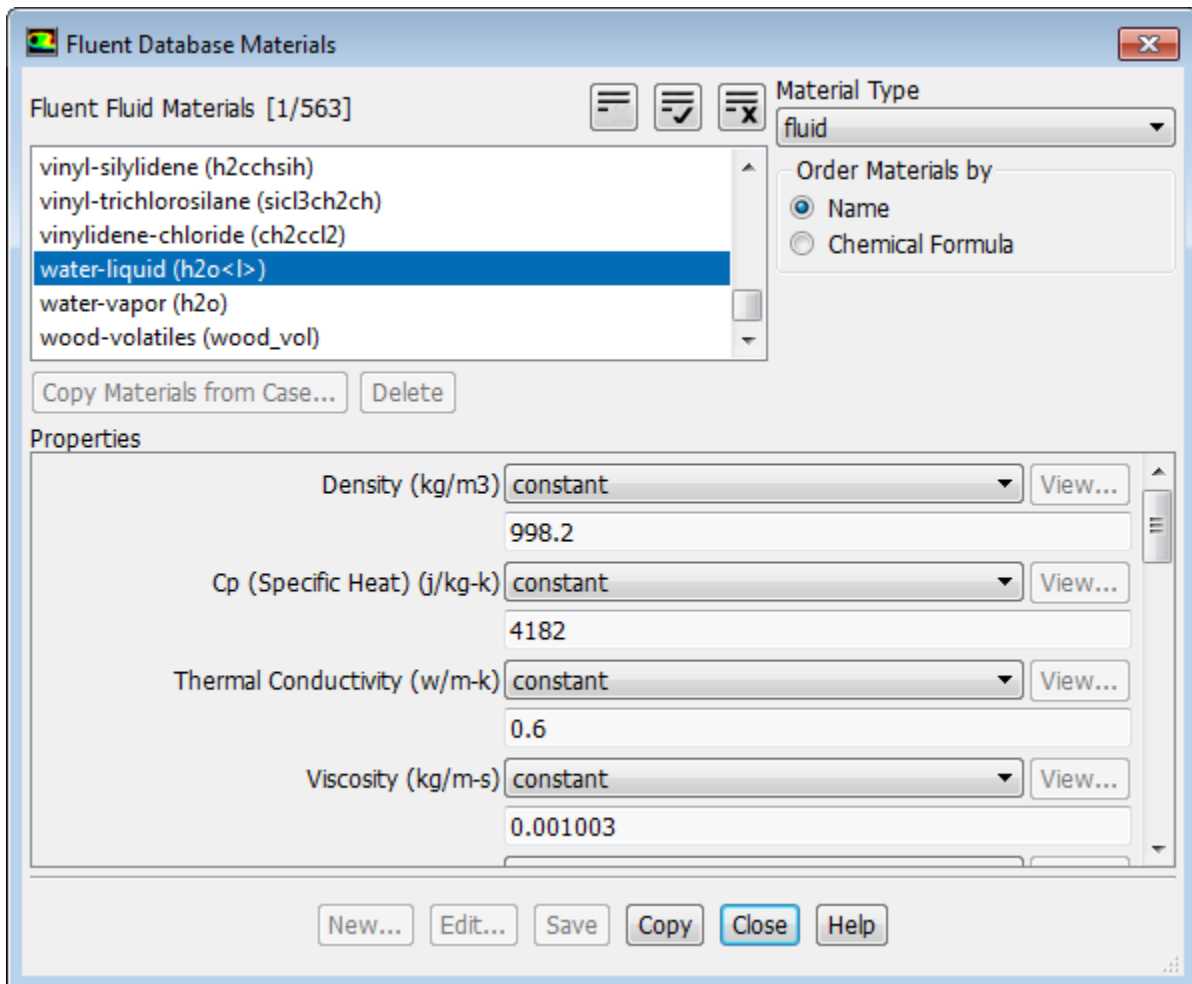 Fluent Database Materials
Fluent Fluid Materials [1/563]
Material Type
fluid
vinyl-silylidene (h2cchsih)
vinyl-trichlorosilane (sicl3ch2ch)
vinylidene-chloride (ch2ccl2)
water-liquid (h2o<l>)
water-vapor (h2o)
wood-volatiles (wood_vol)
Order Materials by
Name
Chemical Formula
Copy Materials from Case... Delete
Properties
Density (kg/m3) constant View...
998.2
Cp (Specific Heat) (j/kg-k) constant View...
4182
Thermal Conductivity (w/m-k) constant View...
0.6
Viscosity (kg/m-s) constant View...
0.001003
New... Edit... Save Copy Close Help